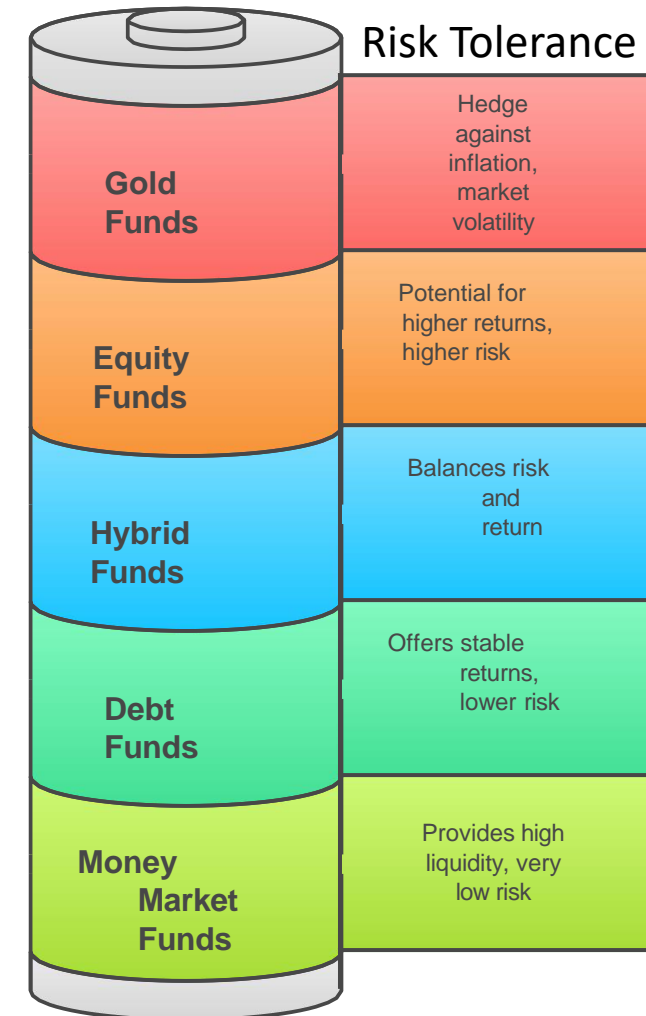 Risk Tolerance
Gold
Funds
Hedge
against
inflation,
market
volatility
Equity
Funds
Potential for
higher returns,
higher risk
Hybrid
Funds
Balances risk
and
return
Debt
Funds
Offers stable
returns,
lower risk
Money
Market
Funds
Provides high
liquidity, very
low risk